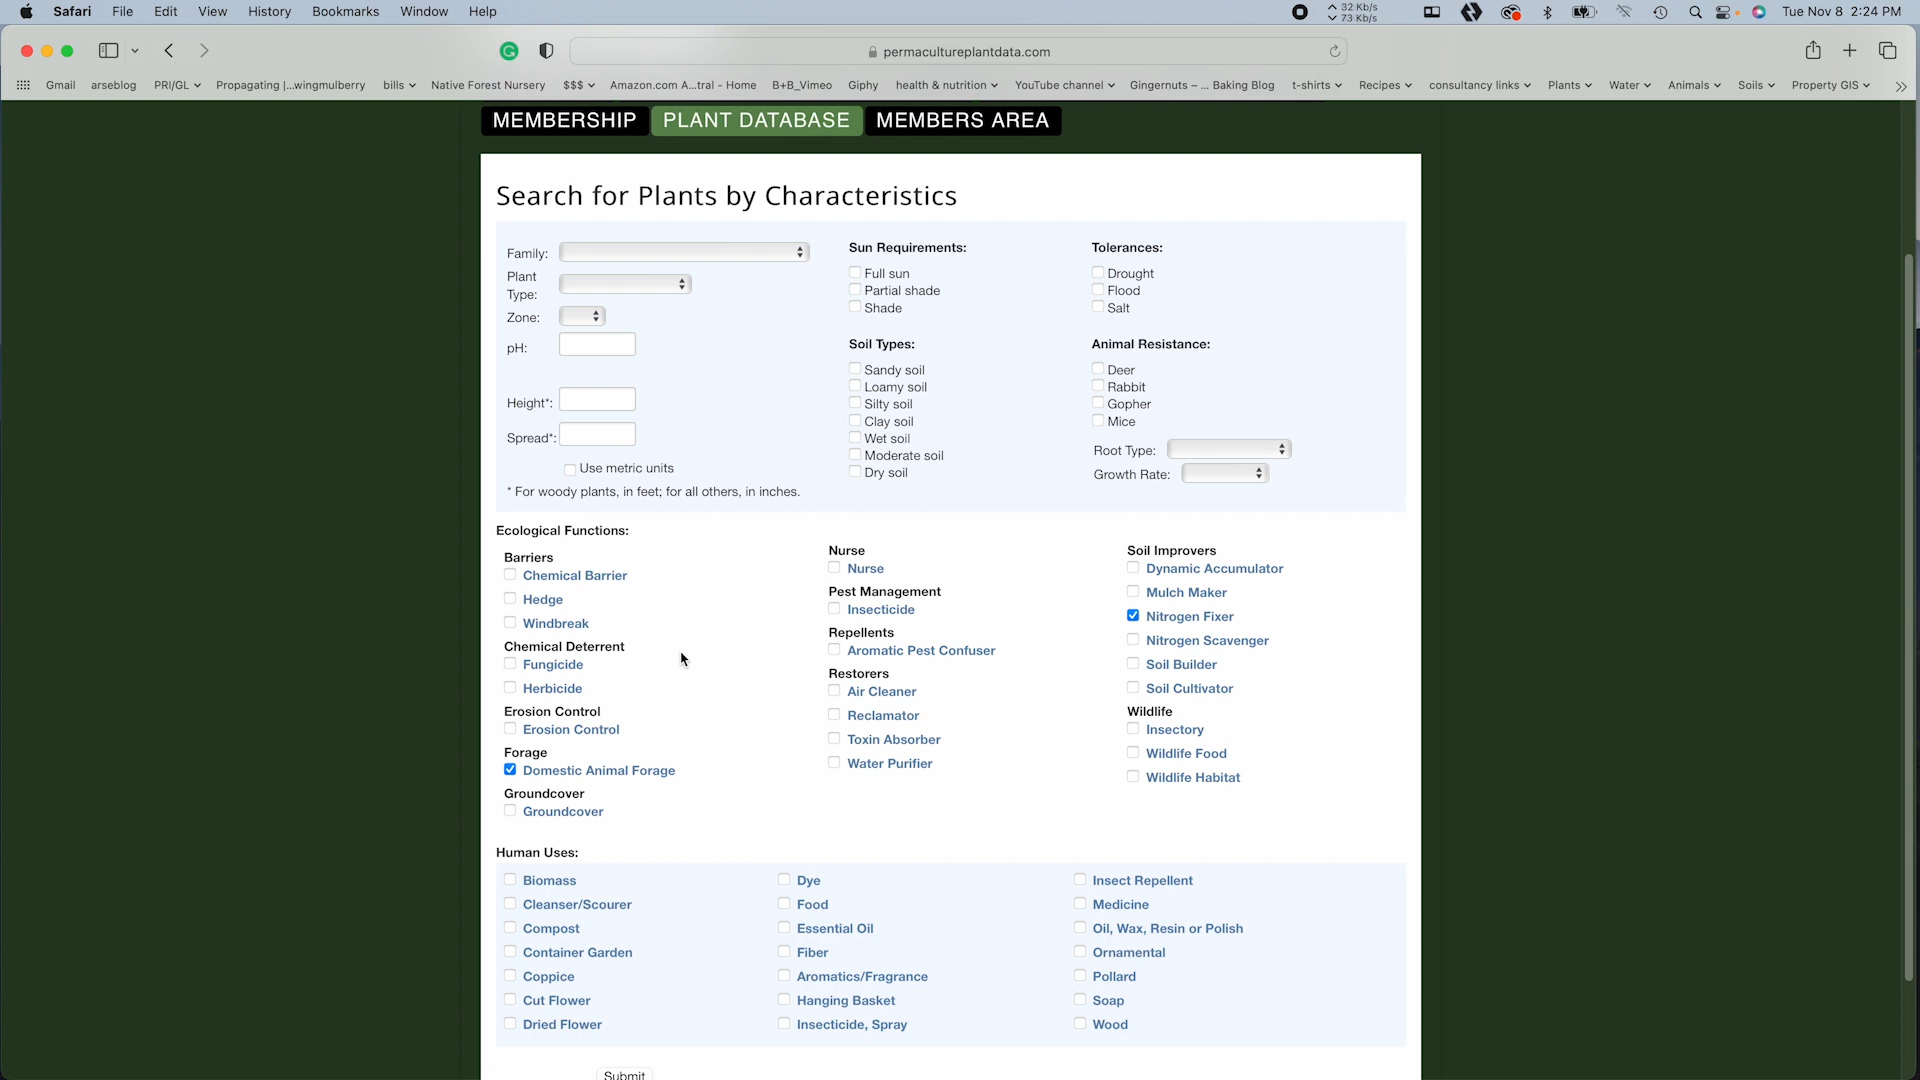 Safari File Edit View History Bookmarks Window Help 32 Kb/s 73 Kb/s Tue Nov 8 2:24 PM
permacultureplantdata.com
Gmail arseblog PRI/GL Propagating |...wingmulberry bills Native Forest Nursery $$$ Amazon.com A...tral - Home B+B_Vimeo Giphy health & nutrition YouTube channel Gingernuts – ... Baking Blog t-shirts Recipes consultancy links Plants Water Animals Soils Property GIS
MEMBERSHIP PLANT DATABASE MEMBERS AREA
Search for Plants by Characteristics
Family:
Plant
Type:
Zone:
pH:
Height*:
Spread*:
Use metric units
* For woody plants, in feet; for all others, in inches.
Sun Requirements:
Full sun
Partial shade
Shade
Soil Types:
Sandy soil
Loamy soil
Silty soil
Clay soil
Wet soil
Moderate soil
Dry soil
Tolerances:
Drought
Flood
Salt
Animal Resistance:
Deer
Rabbit
Gopher
Mice
Root Type:
Growth Rate:
Ecological Functions:
Barriers
Chemical Barrier
Hedge
Windbreak
Chemical Deterrent
Fungicide
Herbicide
Erosion Control
Erosion Control
Forage
Domestic Animal Forage
Groundcover
Groundcover
Nurse
Nurse
Pest Management
Insecticide
Repellents
Aromatic Pest Confuser
Restorers
Air Cleaner
Reclamator
Toxin Absorber
Water Purifier
Soil Improvers
Dynamic Accumulator
Mulch Maker
Nitrogen Fixer
Nitrogen Scavenger
Soil Builder
Soil Cultivator
Wildlife
Insectory
Wildlife Food
Wildlife Habitat
Human Uses:
Biomass
Cleanser/Scourer
Compost
Container Garden
Coppice
Cut Flower
Dried Flower
Dye
Food
Essential Oil
Fiber
Aromatics/Fragrance
Hanging Basket
Insecticide, Spray
Insect Repellent
Medicine
Oil, Wax, Resin or Polish
Ornamental
Pollard
Soap
Wood
Submit